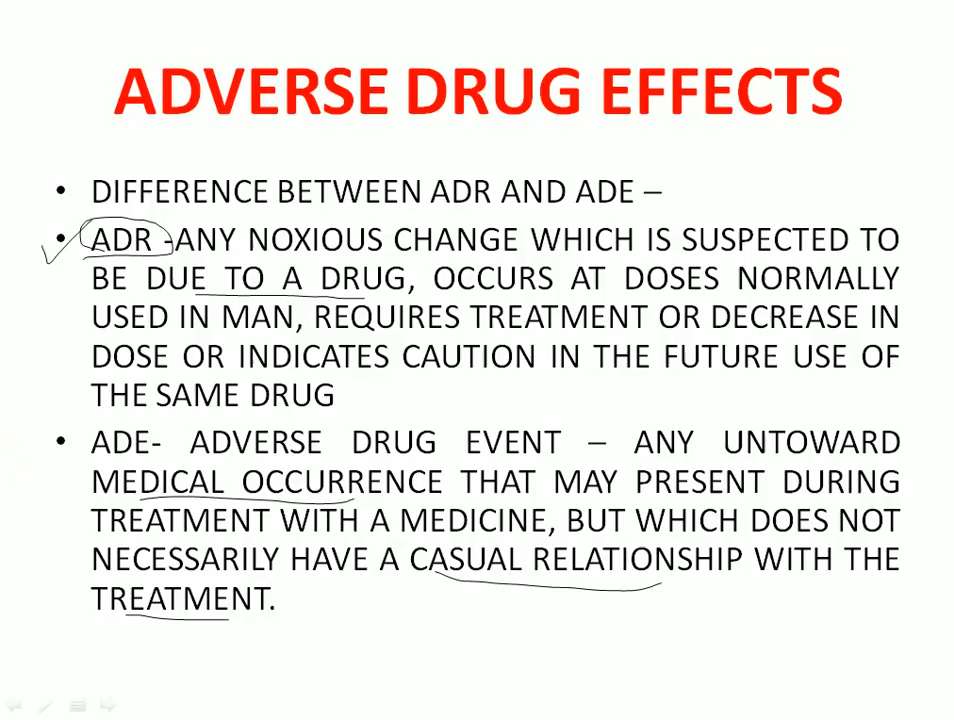 ADVERSE DRUG EFFECTS
• DIFFERENCE BETWEEN ADR AND ADE –
• ADR -ANY NOXIOUS CHANGE WHICH IS SUSPECTED TO
BE DUE TO A DRUG, OCCURS AT DOSES NORMALLY
USED IN MAN, REQUIRES TREATMENT OR DECREASE IN
DOSE OR INDICATES CAUTION IN THE FUTURE USE OF
THE SAME DRUG
• ADE- ADVERSE DRUG EVENT – ANY UNTOWARD
MEDICAL OCCURRENCE THAT MAY PRESENT DURING
TREATMENT WITH A MEDICINE, BUT WHICH DOES NOT
NECESSARILY HAVE A CASUAL RELATIONSHIP WITH THE
TREATMENT.